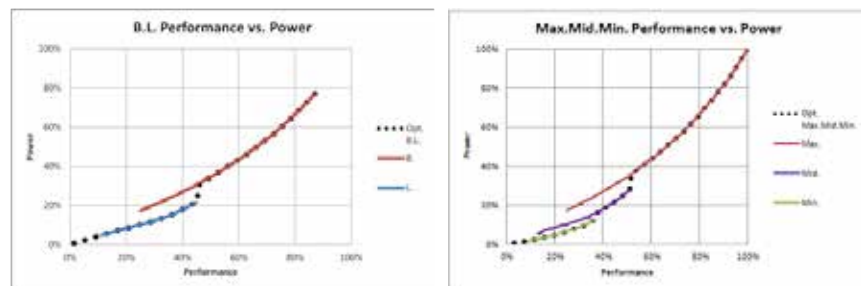 B.L. Performance vs. Power
100%
80%
60%
40%
20%
0%
Power
0%
20%
40%
60%
80%
100%
Performance
Opt.
B.L.
B.
L.
Max.Mid.Min. Performance vs. Power
100%
80%
60%
40%
20%
0%
Power
0%
20%
40%
60%
80%
100%
Performance
Opt.
Max.Mid.Min.
Max.
Mid.
Min.